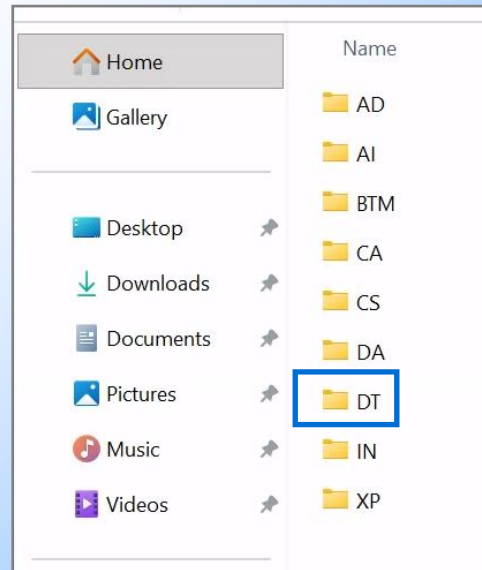 Home
Gallery
Desktop
Downloads
Documents
Pictures
Music
Videos
Name
AD
AI
BTM
CA
CS
DA
DT
IN
XP